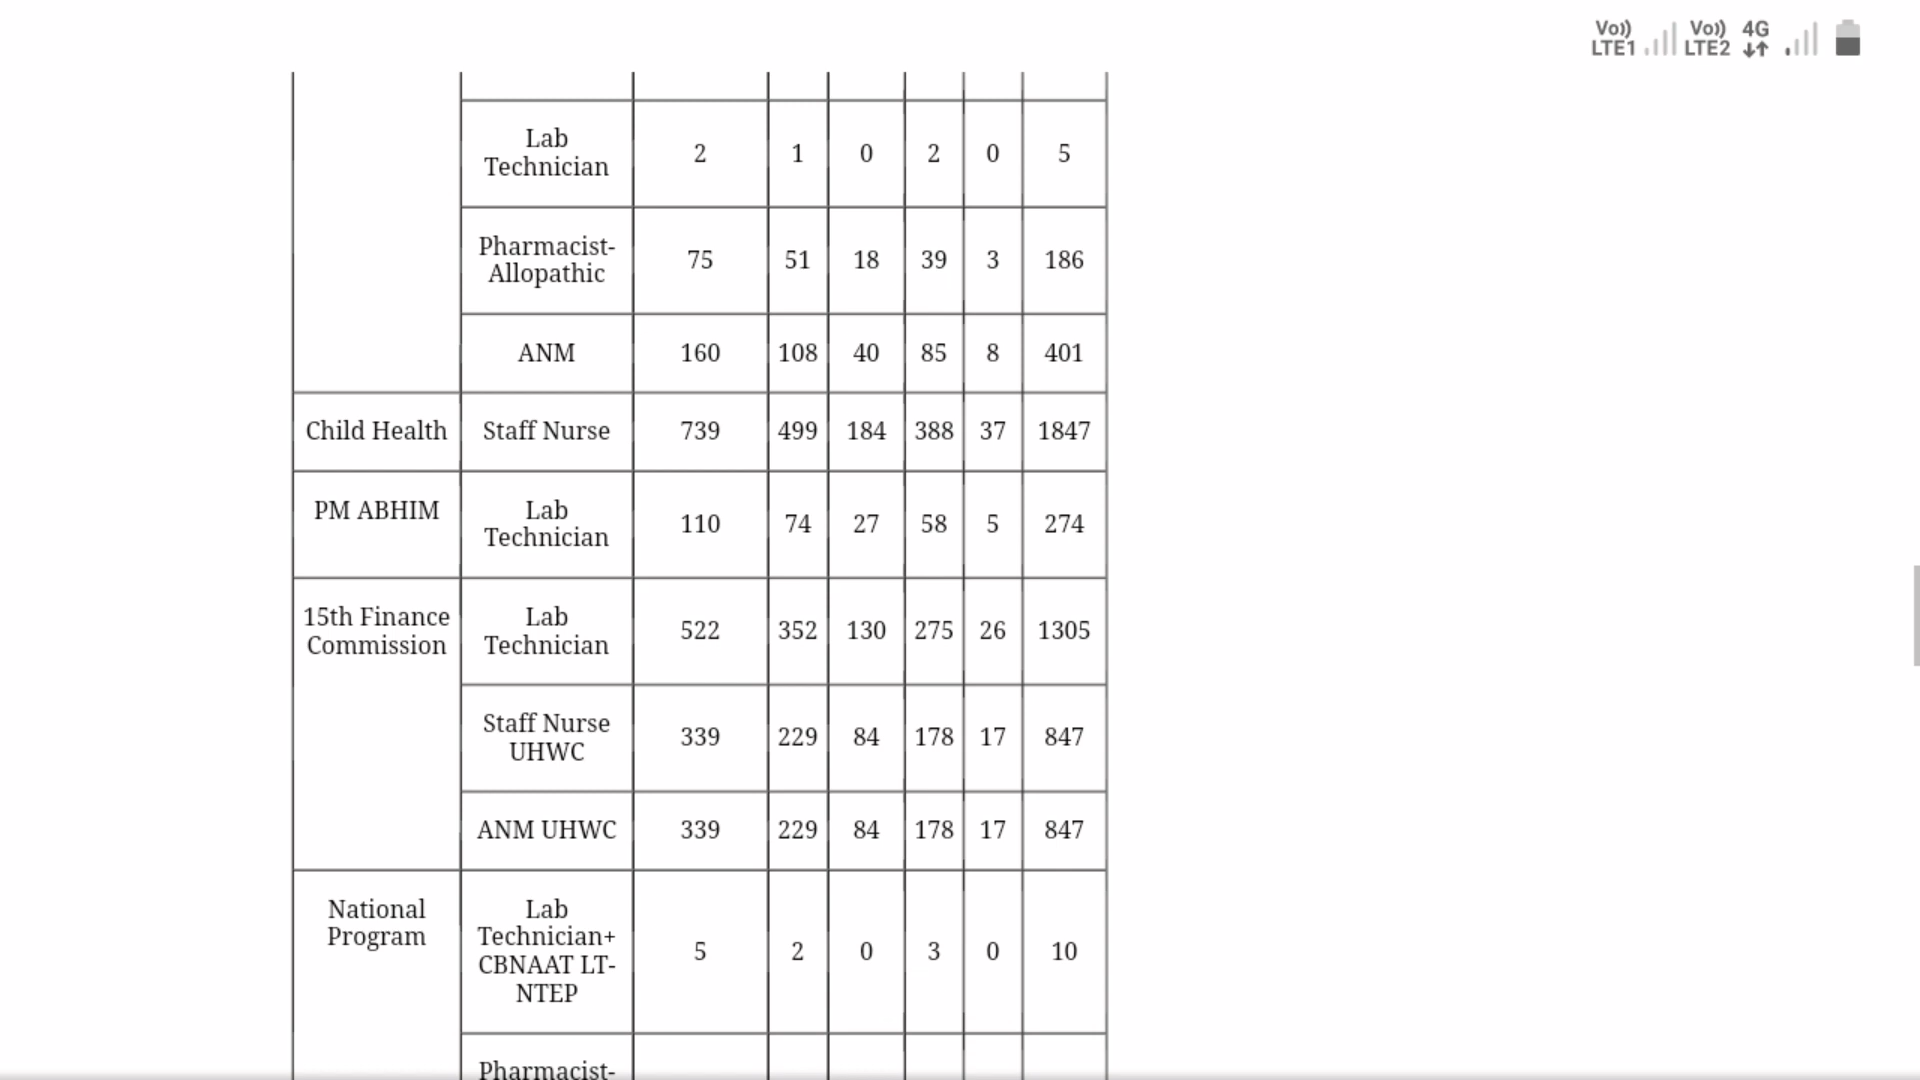 Vo)) LTE1 Vo)) LTE2 4G
Lab Technician 2 1 0 2 0 5
Pharmacist-Allopathic 75 51 18 39 3 186
ANM 160 108 40 85 8 401
Child Health Staff Nurse 739 499 184 388 37 1847
PM ABHIM Lab Technician 110 74 27 58 5 274
15th Finance Commission Lab Technician 522 352 130 275 26 1305
Staff Nurse UHWC 339 229 84 178 17 847
ANM UHWC 339 229 84 178 17 847
National Program Lab Technician+ CBNAAT LT-NTEP 5 2 0 3 0 10
Pharmacist-